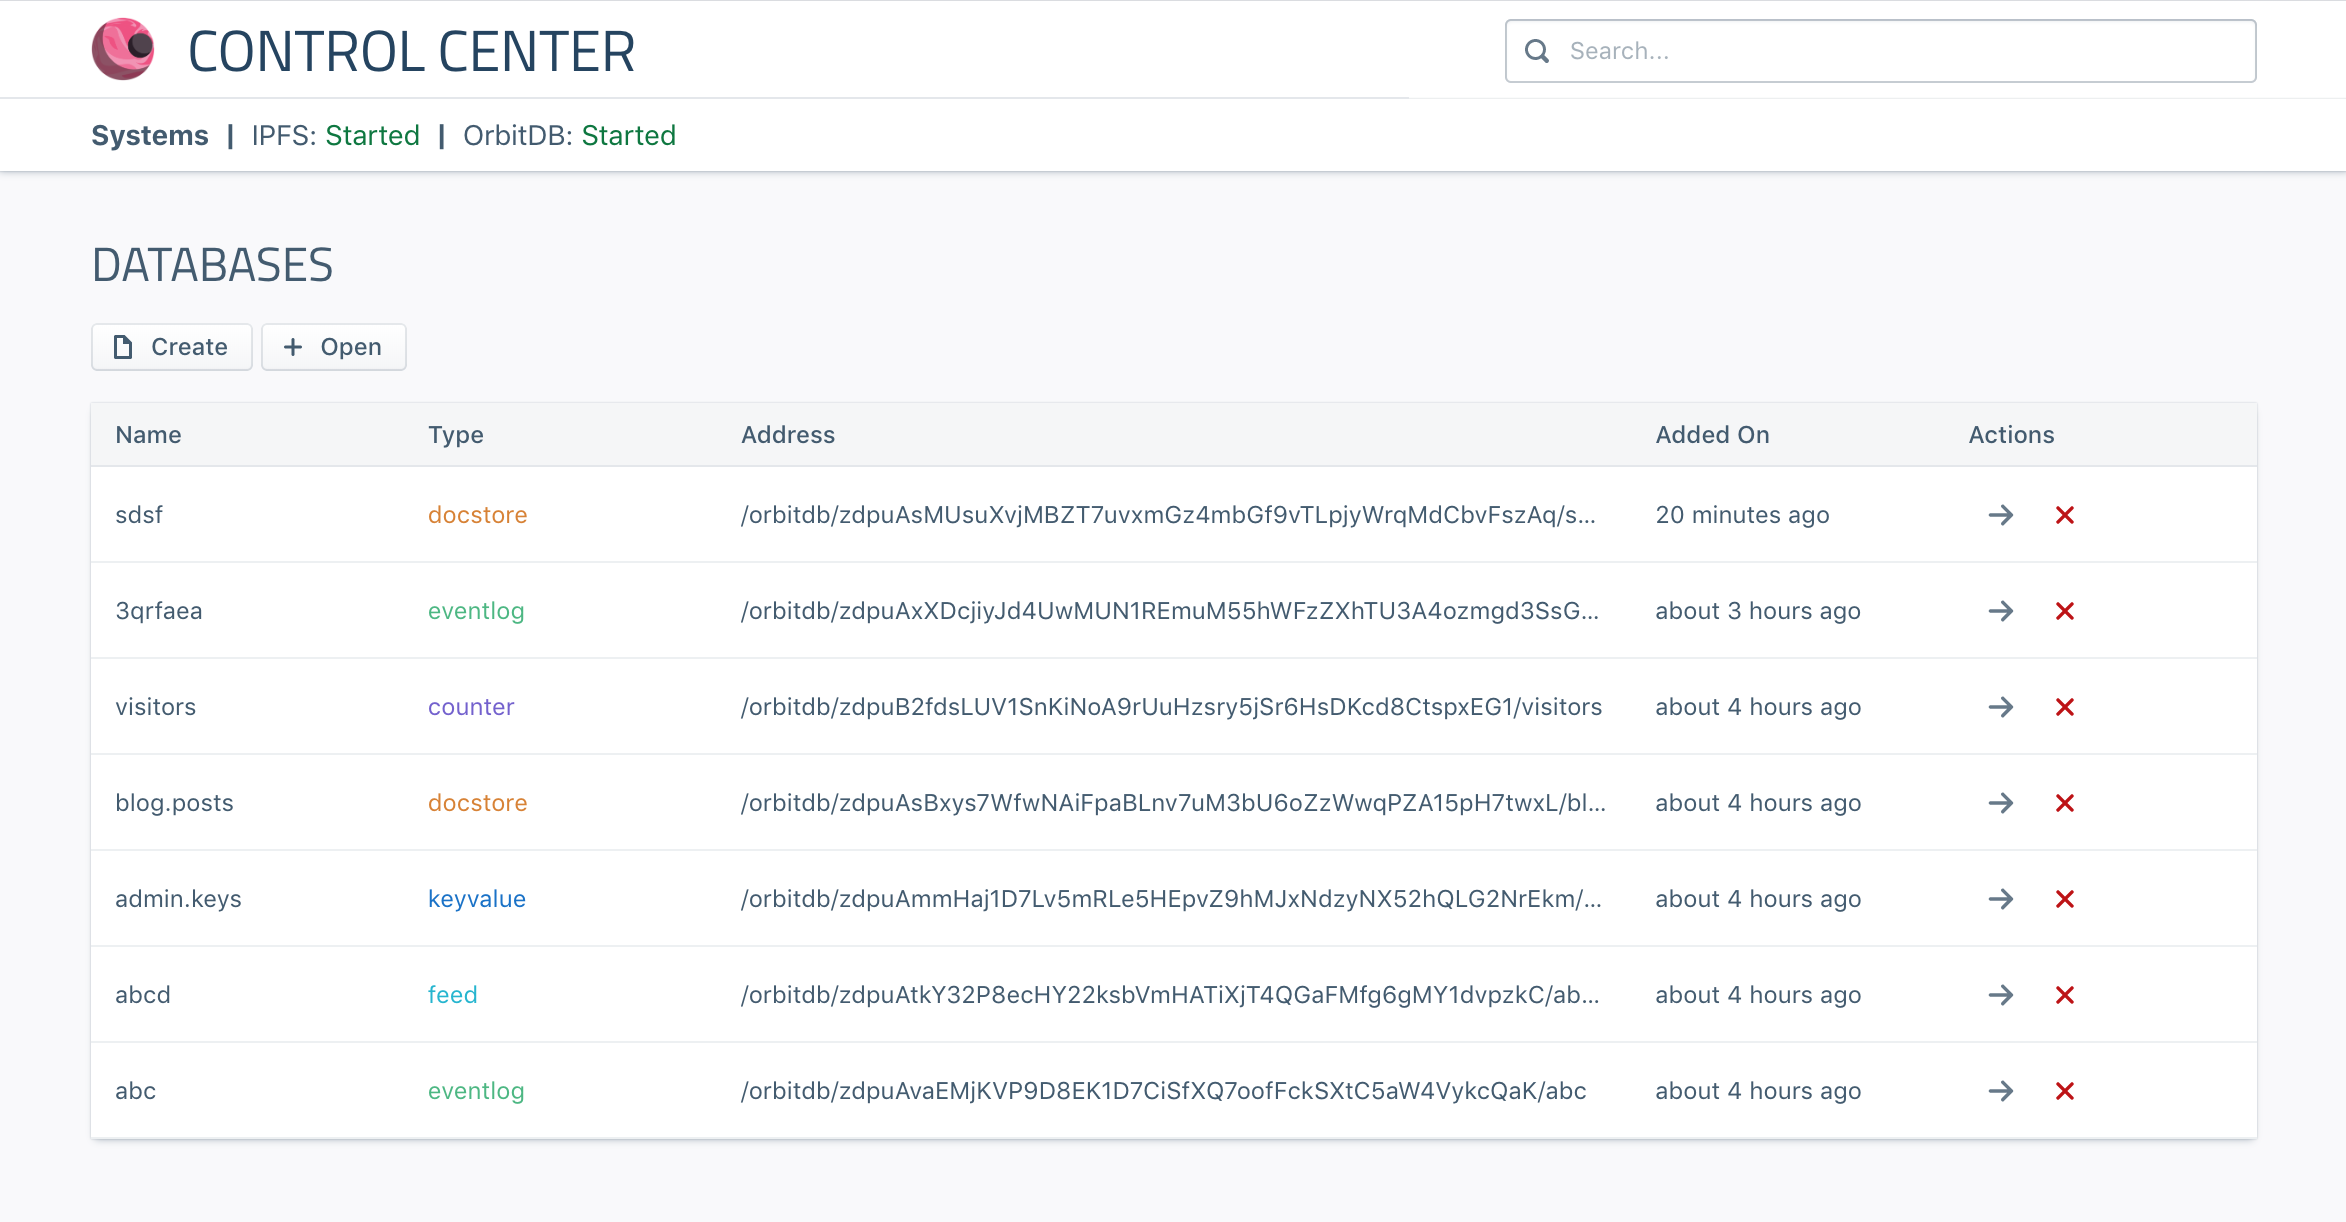 CONTROL CENTER
Search...
Systems | IPFS: Started | OrbitDB: Started
DATABASES
Create
Open
Name Type Address Added On Actions
sdsf docstore /orbitdb/zdpuAsMUsuXvjMBZT7uvxmGz4mbGf9vTLpjyWrqMdCbvFszAq/s... 20 minutes ago
3qrfaea eventlog /orbitdb/zdpuAxXDcjiyJd4UwMUN1REmuM55hWFzZXhTU3A4ozmgd3SsG... about 3 hours ago
visitors counter /orbitdb/zdpuB2fdsLUV1SnKiNoA9rUuHzsry5jSr6HsDKcd8CtspxEG1/visitors about 4 hours ago
blog.posts docstore /orbitdb/zdpuAsBxys7WfwNAiFpaBLnv7uM3bU6oZzWwqPZA15pH7twxL/bl... about 4 hours ago
admin.keys keyvalue /orbitdb/zdpuAmmHaj1D7Lv5mRLe5HEpvZ9hMJxNdzyNX52hQLG2NrEkm/... about 4 hours ago
abcd feed /orbitdb/zdpuAtkY32P8ecHY22ksbVmHATiXjT4QGaFMfg6gMY1dvpzkC/ab... about 4 hours ago
abc eventlog /orbitdb/zdpuAvaEMjKVP9D8EK1D7CiSfXQ7oofFckSXtC5aW4VykcQaK/abc about 4 hours ago